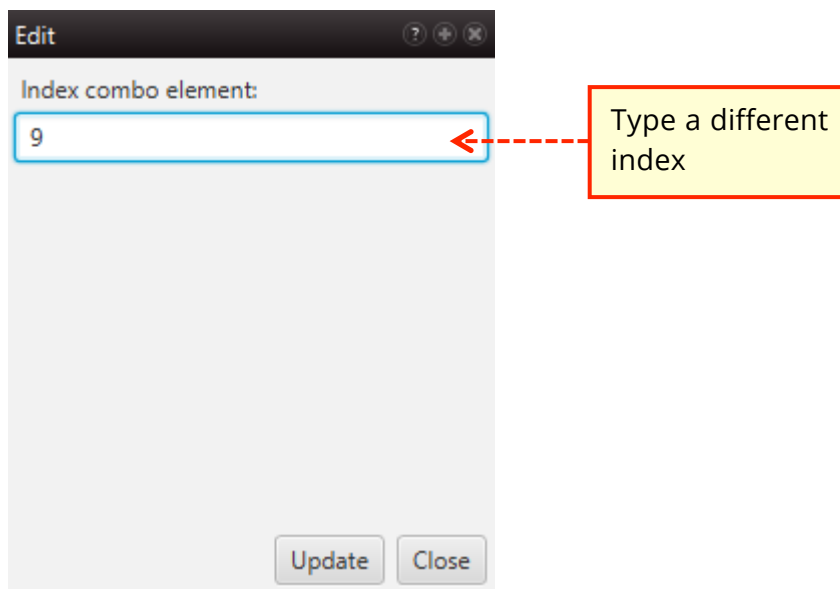 Edit
Index combo element:
9
Type a different
index
Update
Close